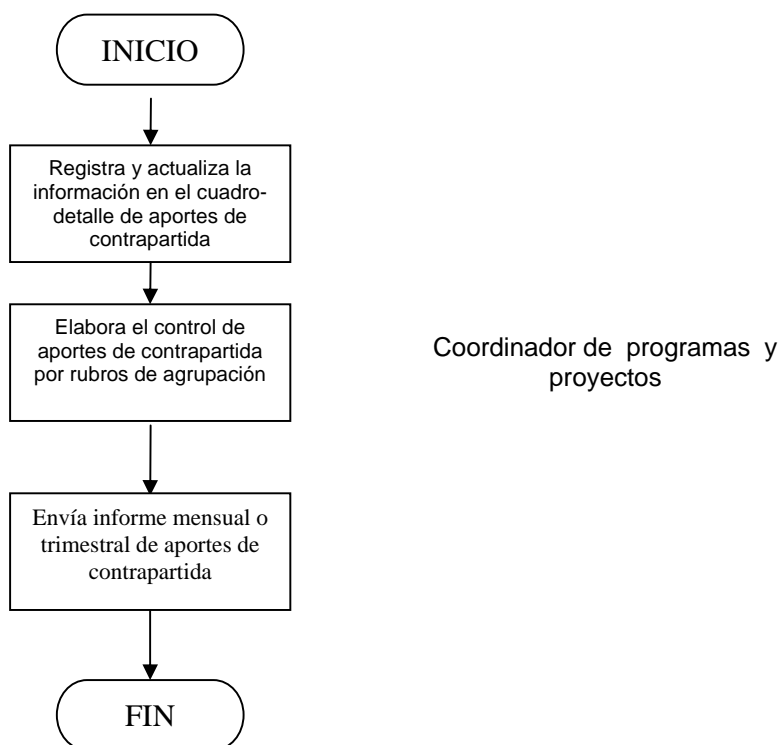 INICIO
Registra y actualiza la
información en el cuadro-
detalle de aportes de
contrapartida
Elabora el control de
aportes de contrapartida
por rubros de agrupación
Coordinador de programas y
proyectos
Envía informe mensual o
trimestral de aportes de
contrapartida
FIN